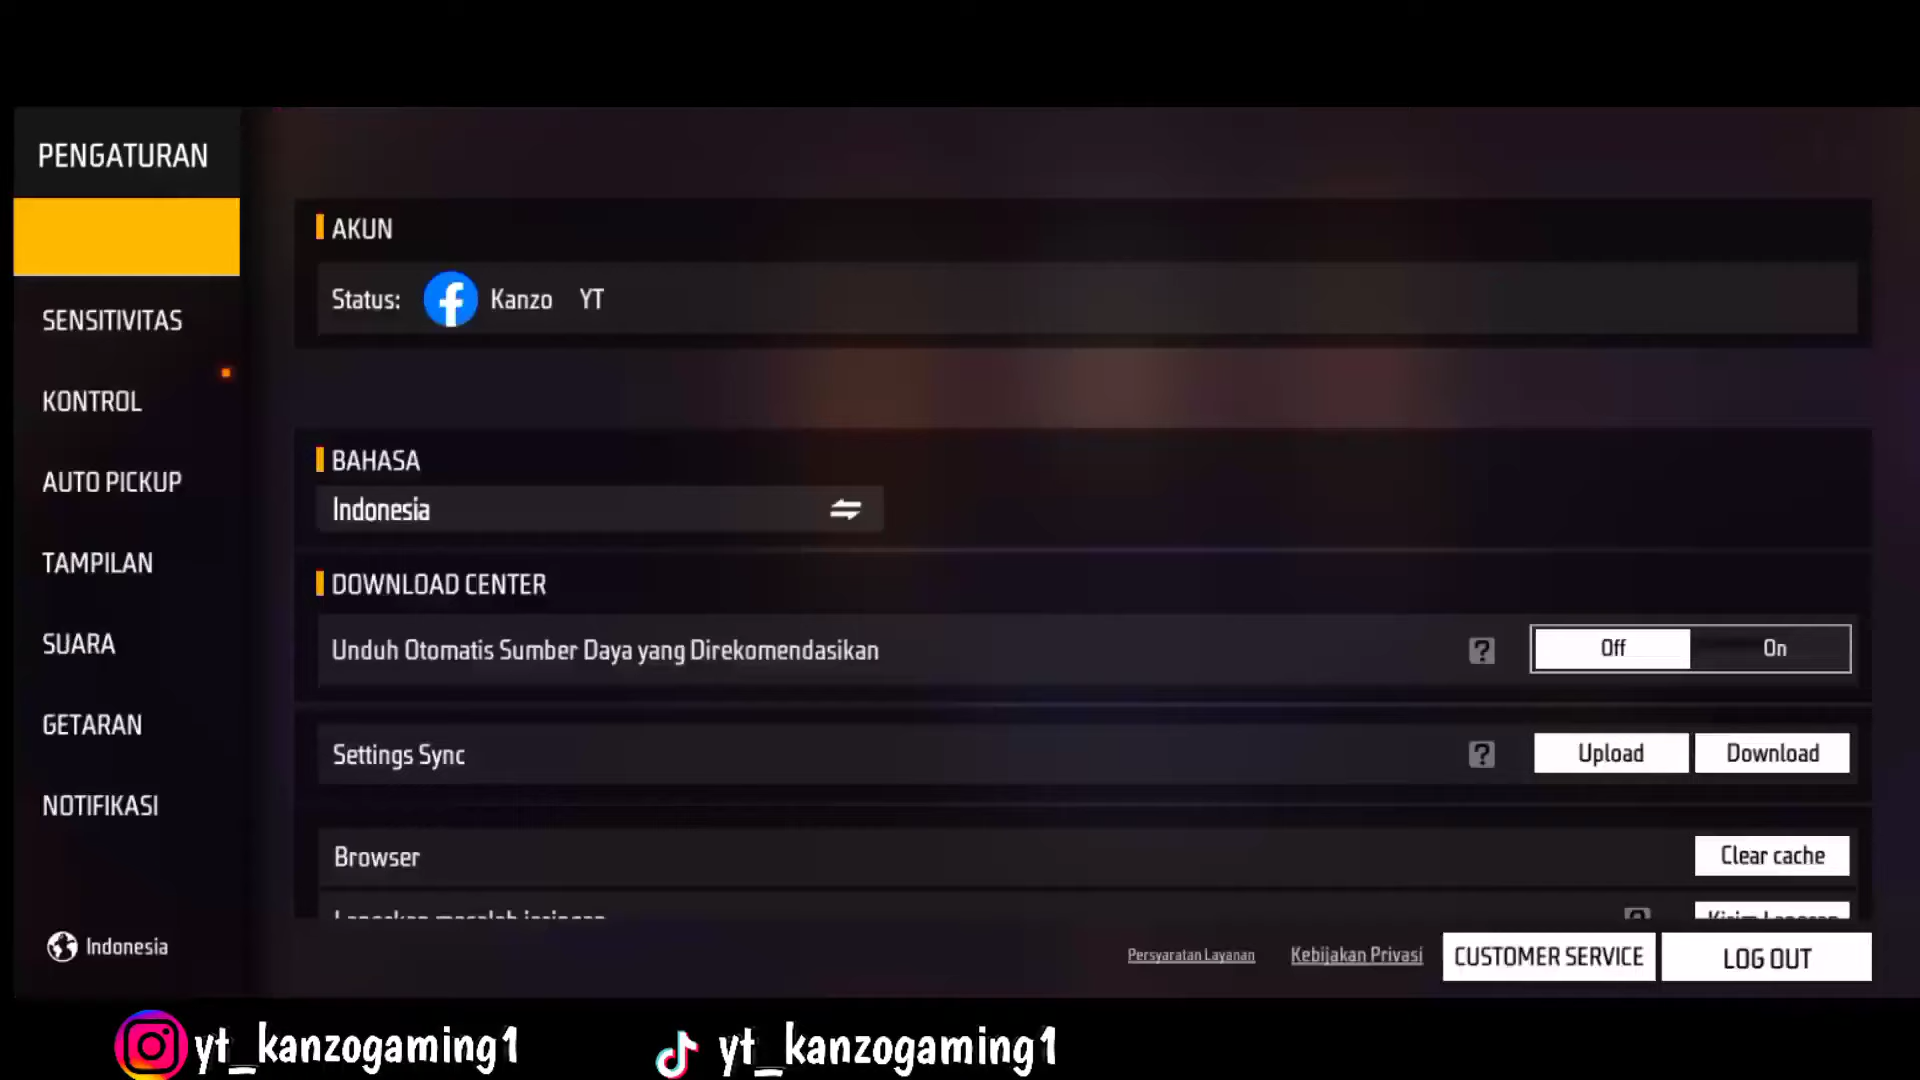 PENGATURAN
SENSITIVITAS
KONTROL
AUTO PICKUP
TAMPILAN
SUARA
GETARAN
NOTIFIKASI
Indonesia
AKUN
Status: Kanzo YT
BAHASA
Indonesia
DOWNLOAD CENTER
Unduh Otomatis Sumber Daya yang Direkomendasikan ? Off On
Settings Sync ? Upload Download
Browser Clear cache
Persyaratan Layanan Kebijakan Privasi CUSTOMER SERVICE LOG OUT
yt_kanzogaming1 yt_kanzogaming1